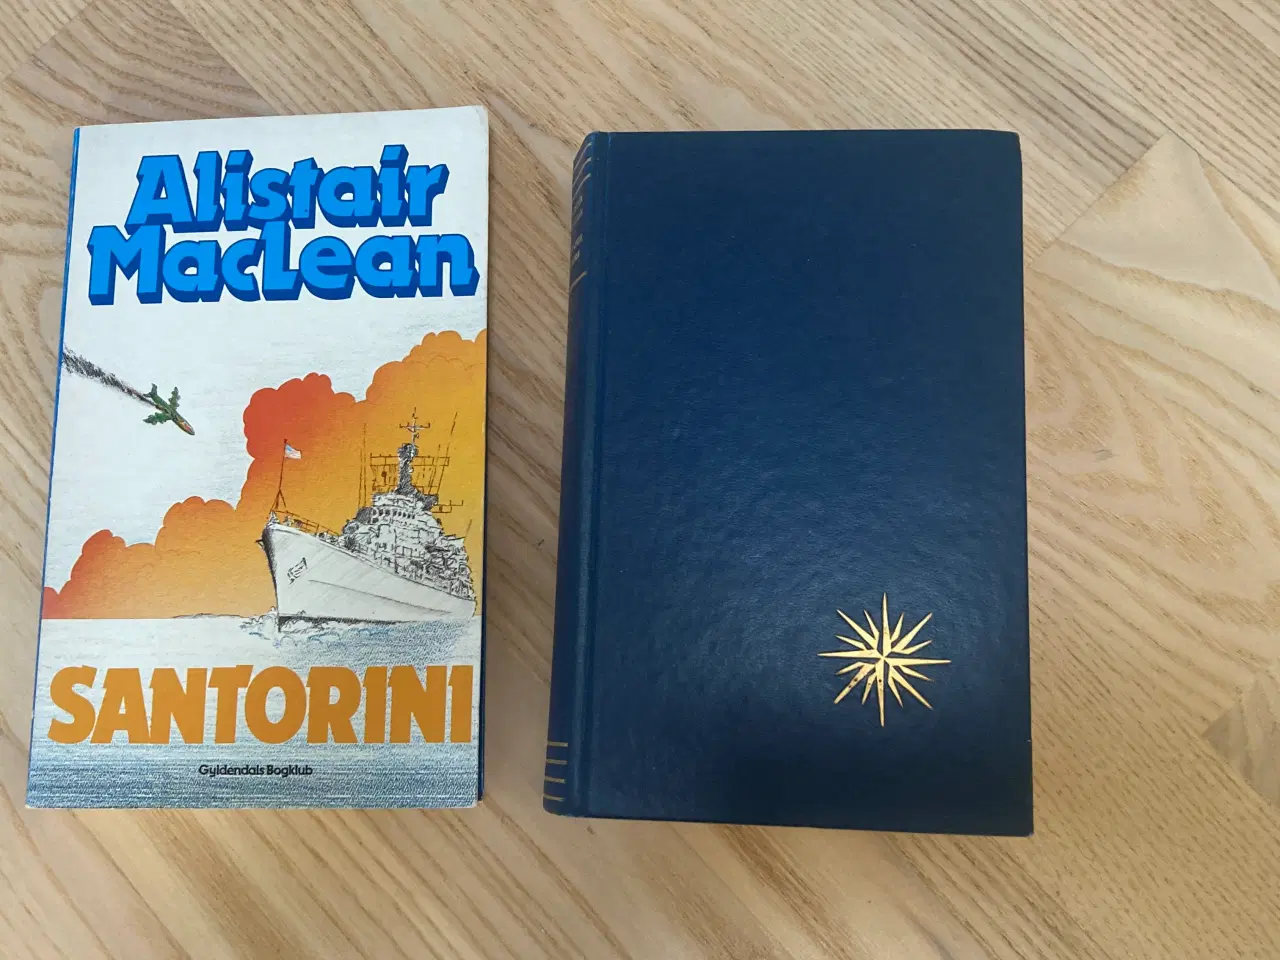 Alistair
MacLean
SANTORINI
Gyldendals Bogklub